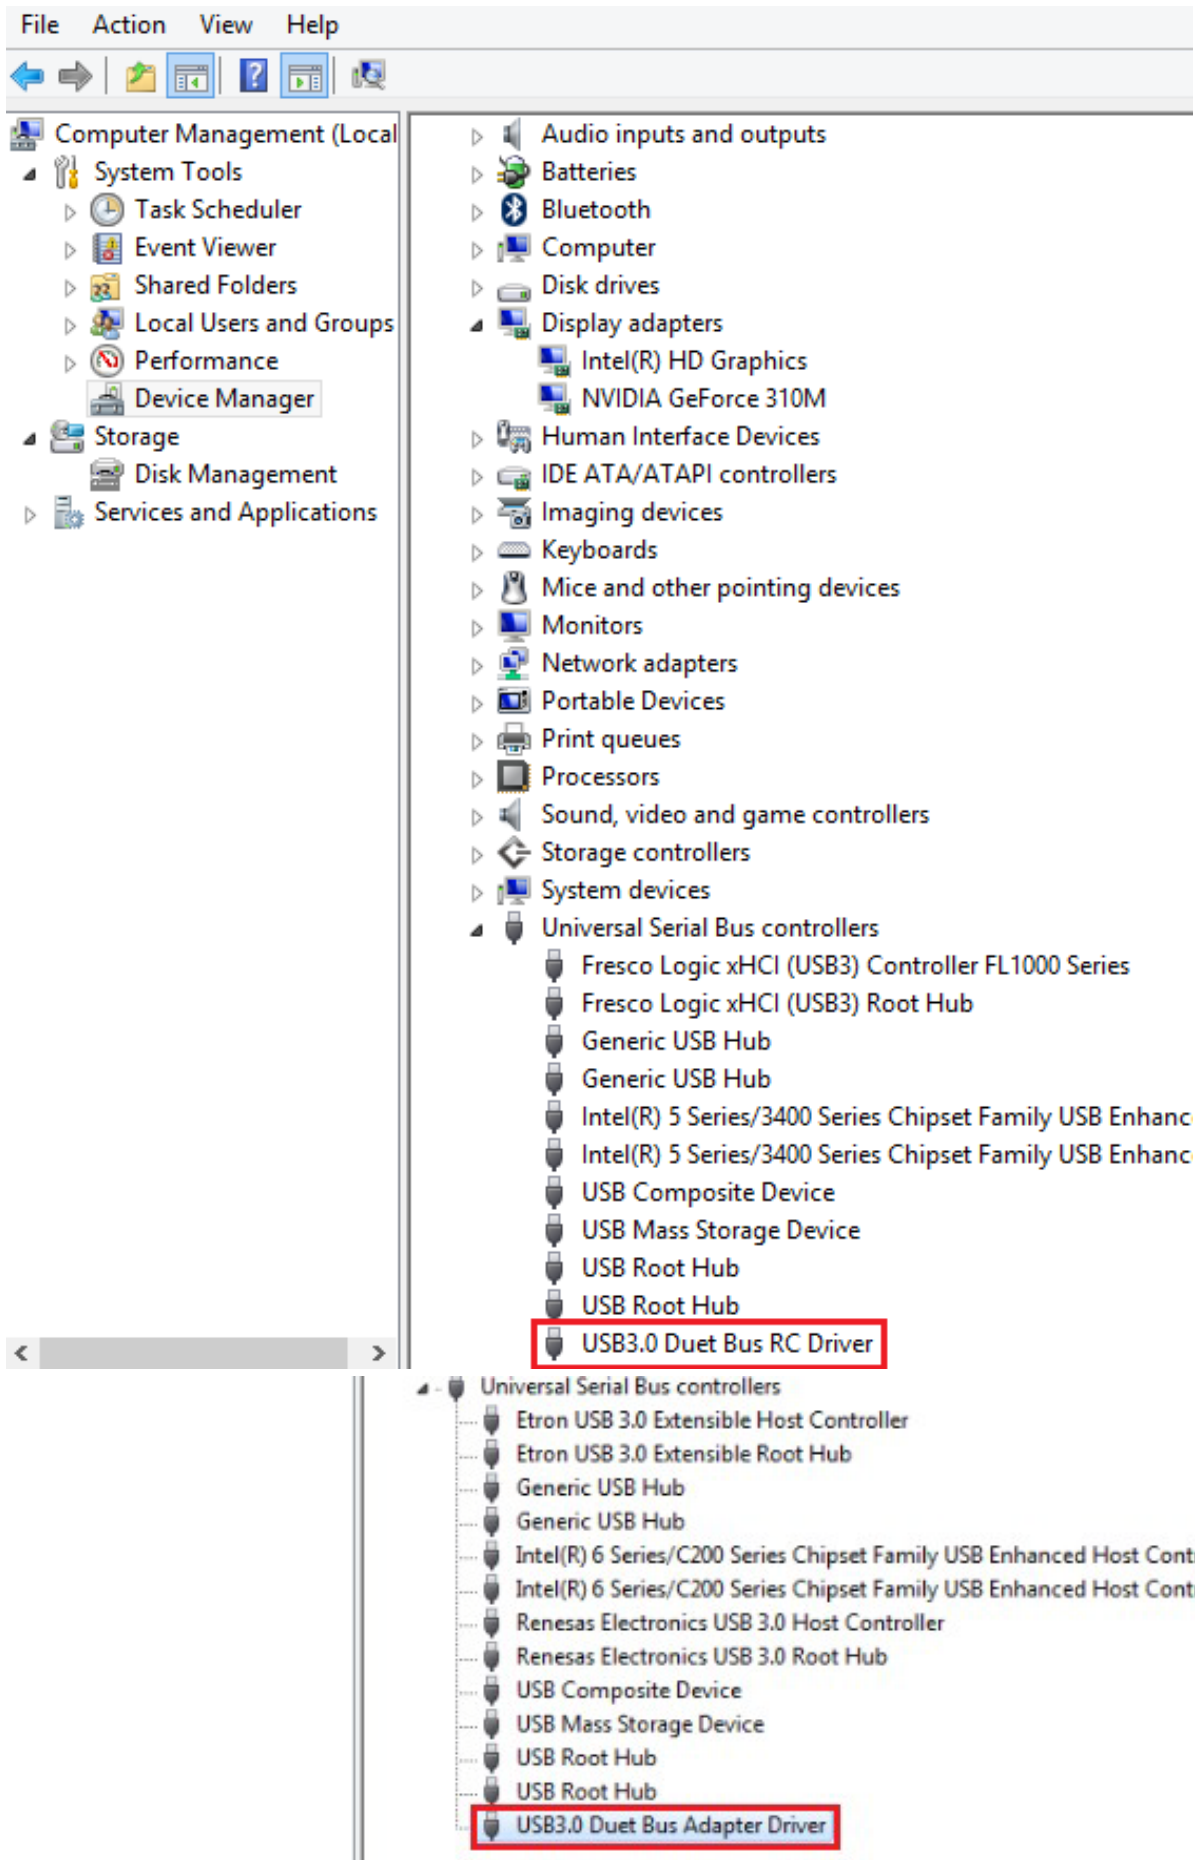 File Action View Help
Computer Management (Local
System Tools
Task Scheduler
Event Viewer
Shared Folders
Local Users and Groups
Performance
Device Manager
Storage
Disk Management
Services and Applications
Audio inputs and outputs
Batteries
Bluetooth
Computer
Disk drives
Display adapters
Intel(R) HD Graphics
NVIDIA GeForce 310M
Human Interface Devices
IDE ATA/ATAPI controllers
Imaging devices
Keyboards
Mice and other pointing devices
Monitors
Network adapters
Portable Devices
Print queues
Processors
Sound, video and game controllers
Storage controllers
System devices
Universal Serial Bus controllers
Fresco Logic xHCI (USB3) Controller FL1000 Series
Fresco Logic xHCI (USB3) Root Hub
Generic USB Hub
Generic USB Hub
Intel(R) 5 Series/3400 Series Chipset Family USB Enhanc
Intel(R) 5 Series/3400 Series Chipset Family USB Enhanc
USB Composite Device
USB Mass Storage Device
USB Root Hub
USB Root Hub
USB3.0 Duet Bus RC Driver
Universal Serial Bus controllers
Etron USB 3.0 Extensible Host Controller
Etron USB 3.0 Extensible Root Hub
Generic USB Hub
Generic USB Hub
Intel(R) 6 Series/C200 Series Chipset Family USB Enhanced Host Cont
Intel(R) 6 Series/C200 Series Chipset Family USB Enhanced Host Cont
Renesas Electronics USB 3.0 Host Controller
Renesas Electronics USB 3.0 Root Hub
USB Composite Device
USB Mass Storage Device
USB Root Hub
USB Root Hub
USB3.0 Duet Bus Adapter Driver